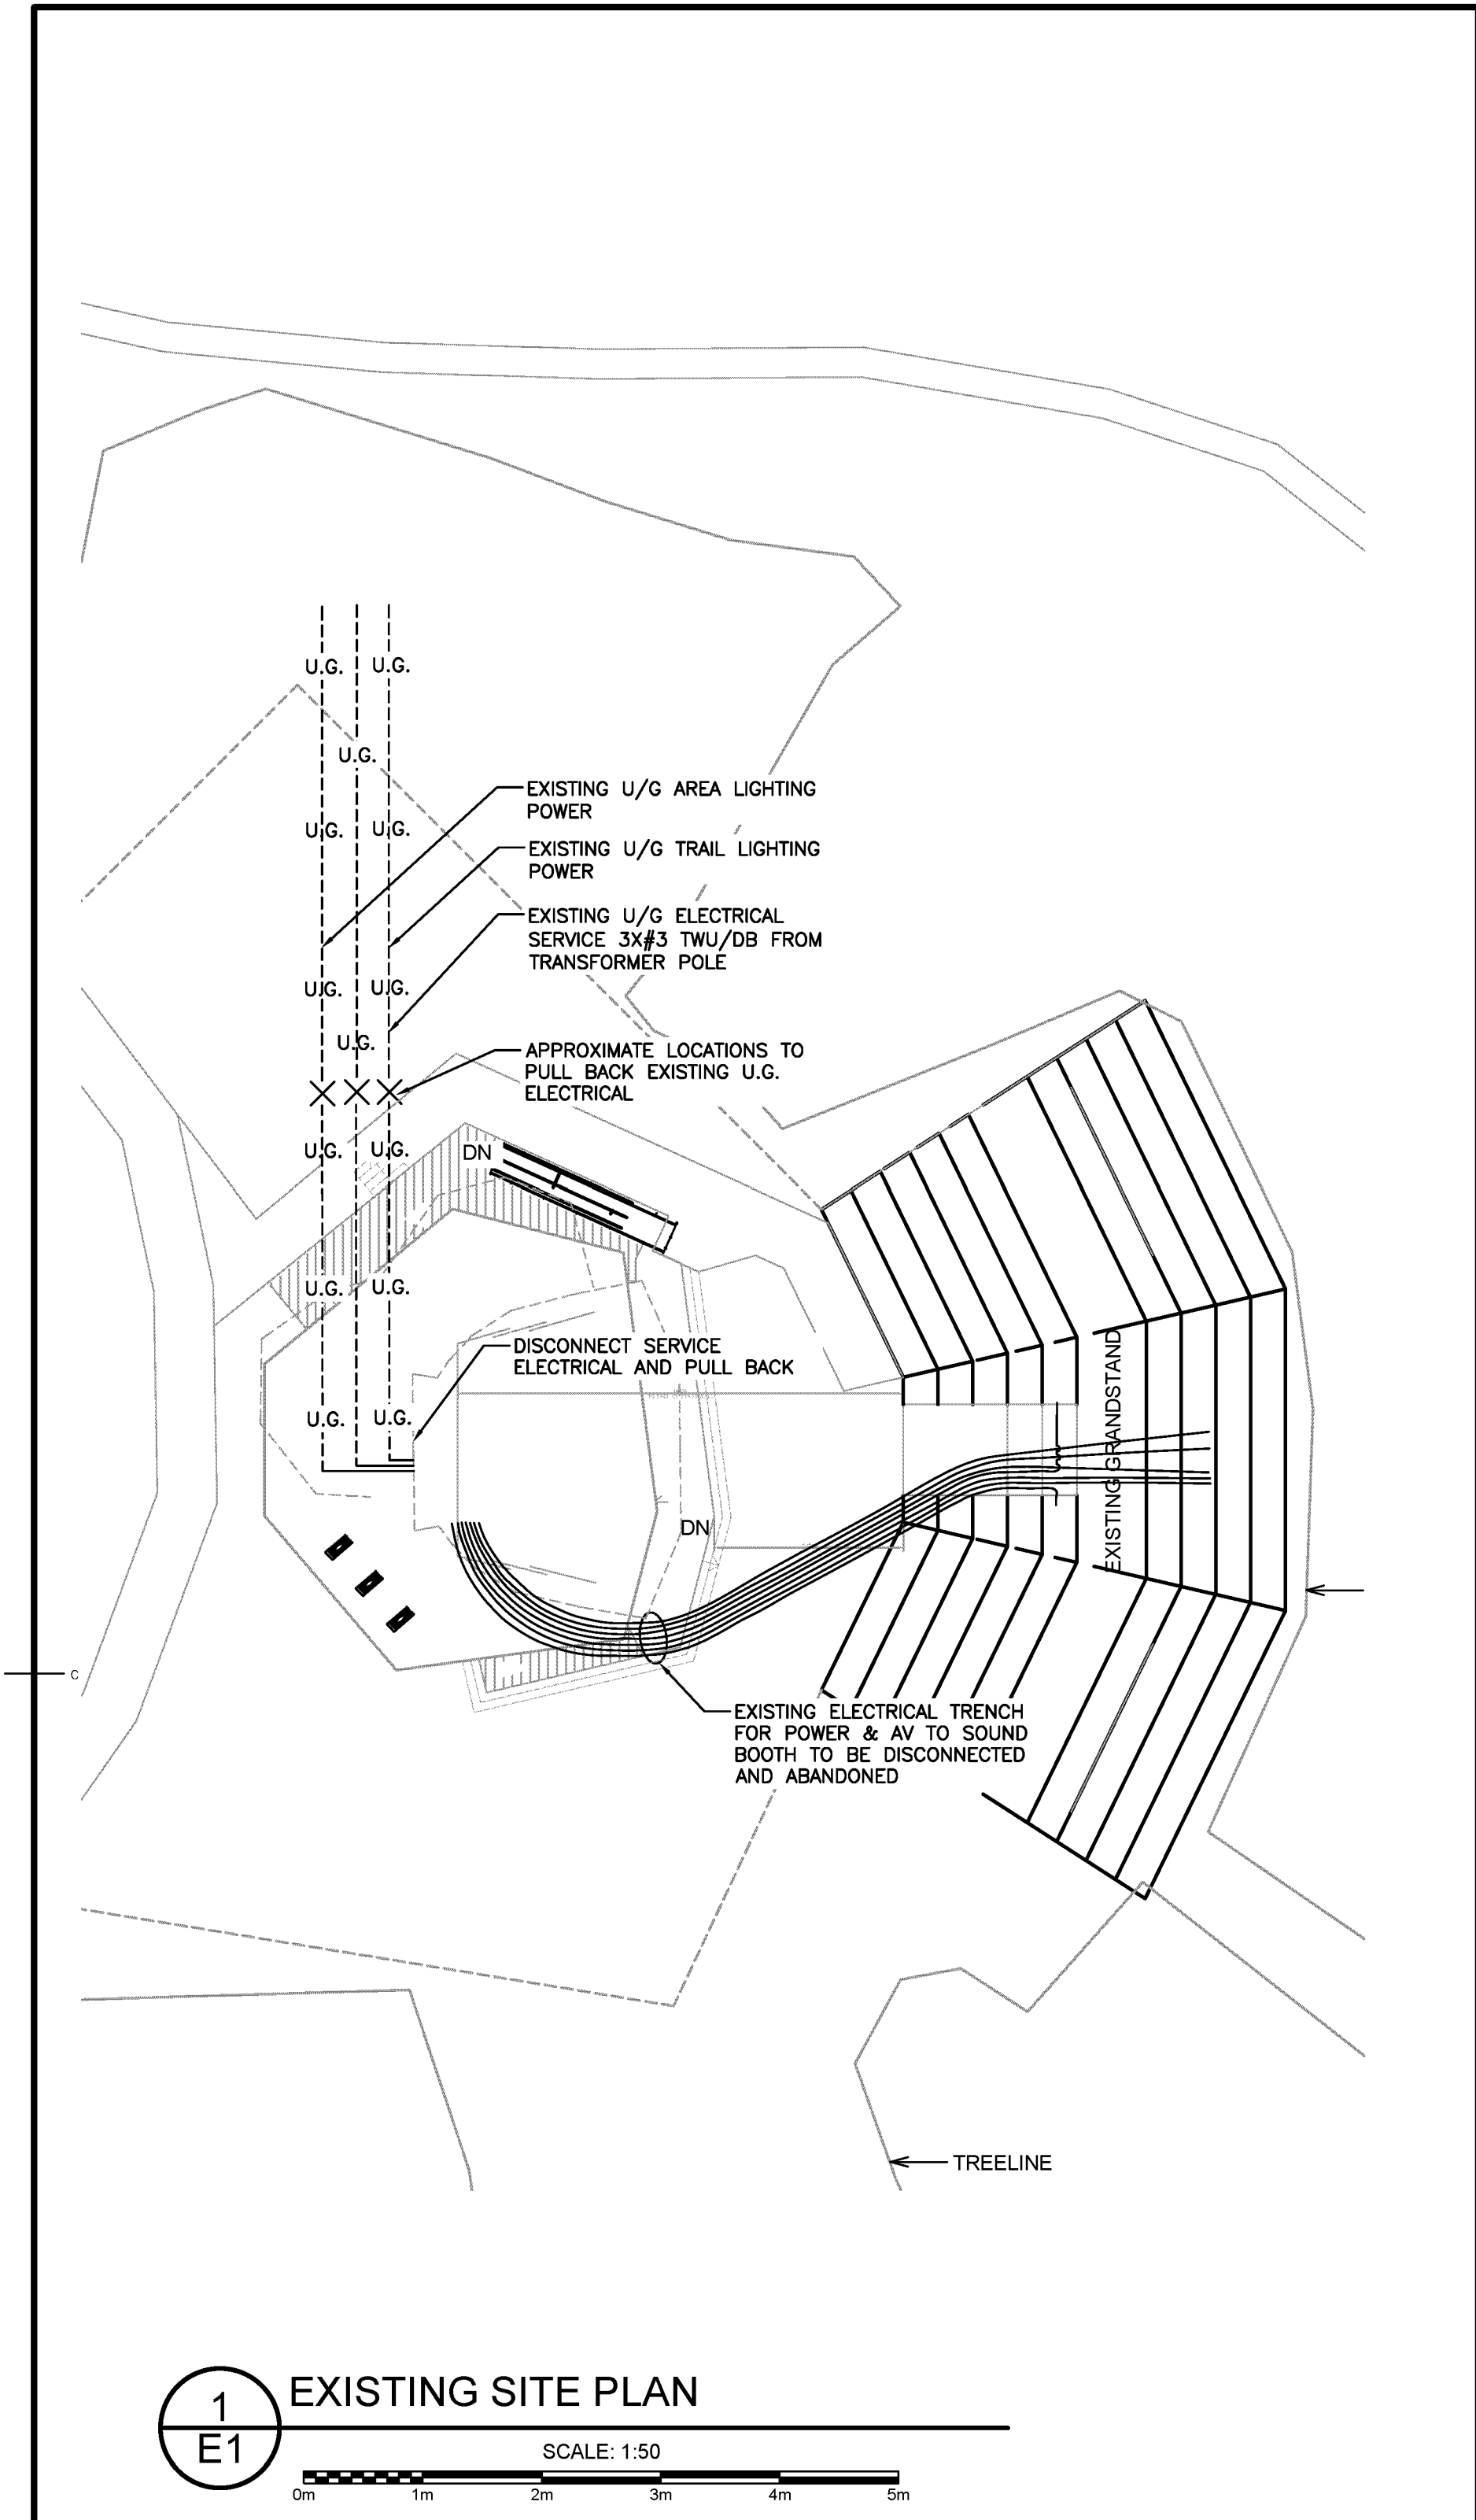 U.G. U.G.
U.G.
EXISTING U/G AREA LIGHTING
POWER
U.G. U.G.
EXISTING U/G TRAIL LIGHTING
POWER
EXISTING U/G ELECTRICAL
SERVICE 3X#3 TWU/DB FROM
TRANSFORMER POLE
U.G. U.G.
U.G.
APPROXIMATE LOCATIONS TO
PULL BACK EXISTING U.G.
ELECTRICAL
U.G. U.G.
DN
U.G. U.G.
DISCONNECT SERVICE
ELECTRICAL AND PULL BACK
U.G. U.G.
EXISTING GRANDSTAND
DN
C
EXISTING ELECTRICAL TRENCH
FOR POWER & AV TO SOUND
BOOTH TO BE DISCONNECTED
AND ABANDONED
TREELINE
1
E1
EXISTING SITE PLAN
SCALE: 1:50
0m 1m 2m 3m 4m 5m